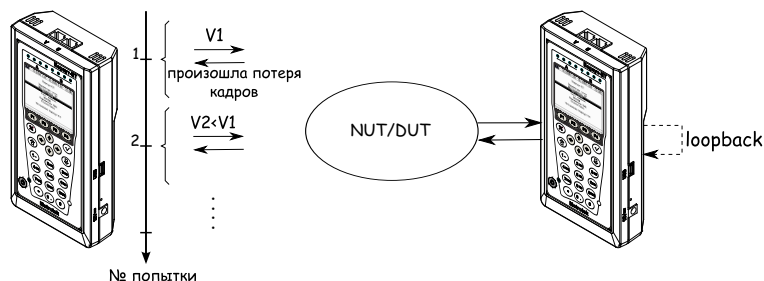 1
V1
произошла потеря
кадров
2
V2<V1
NUT/DUT
loopback
№ попытки